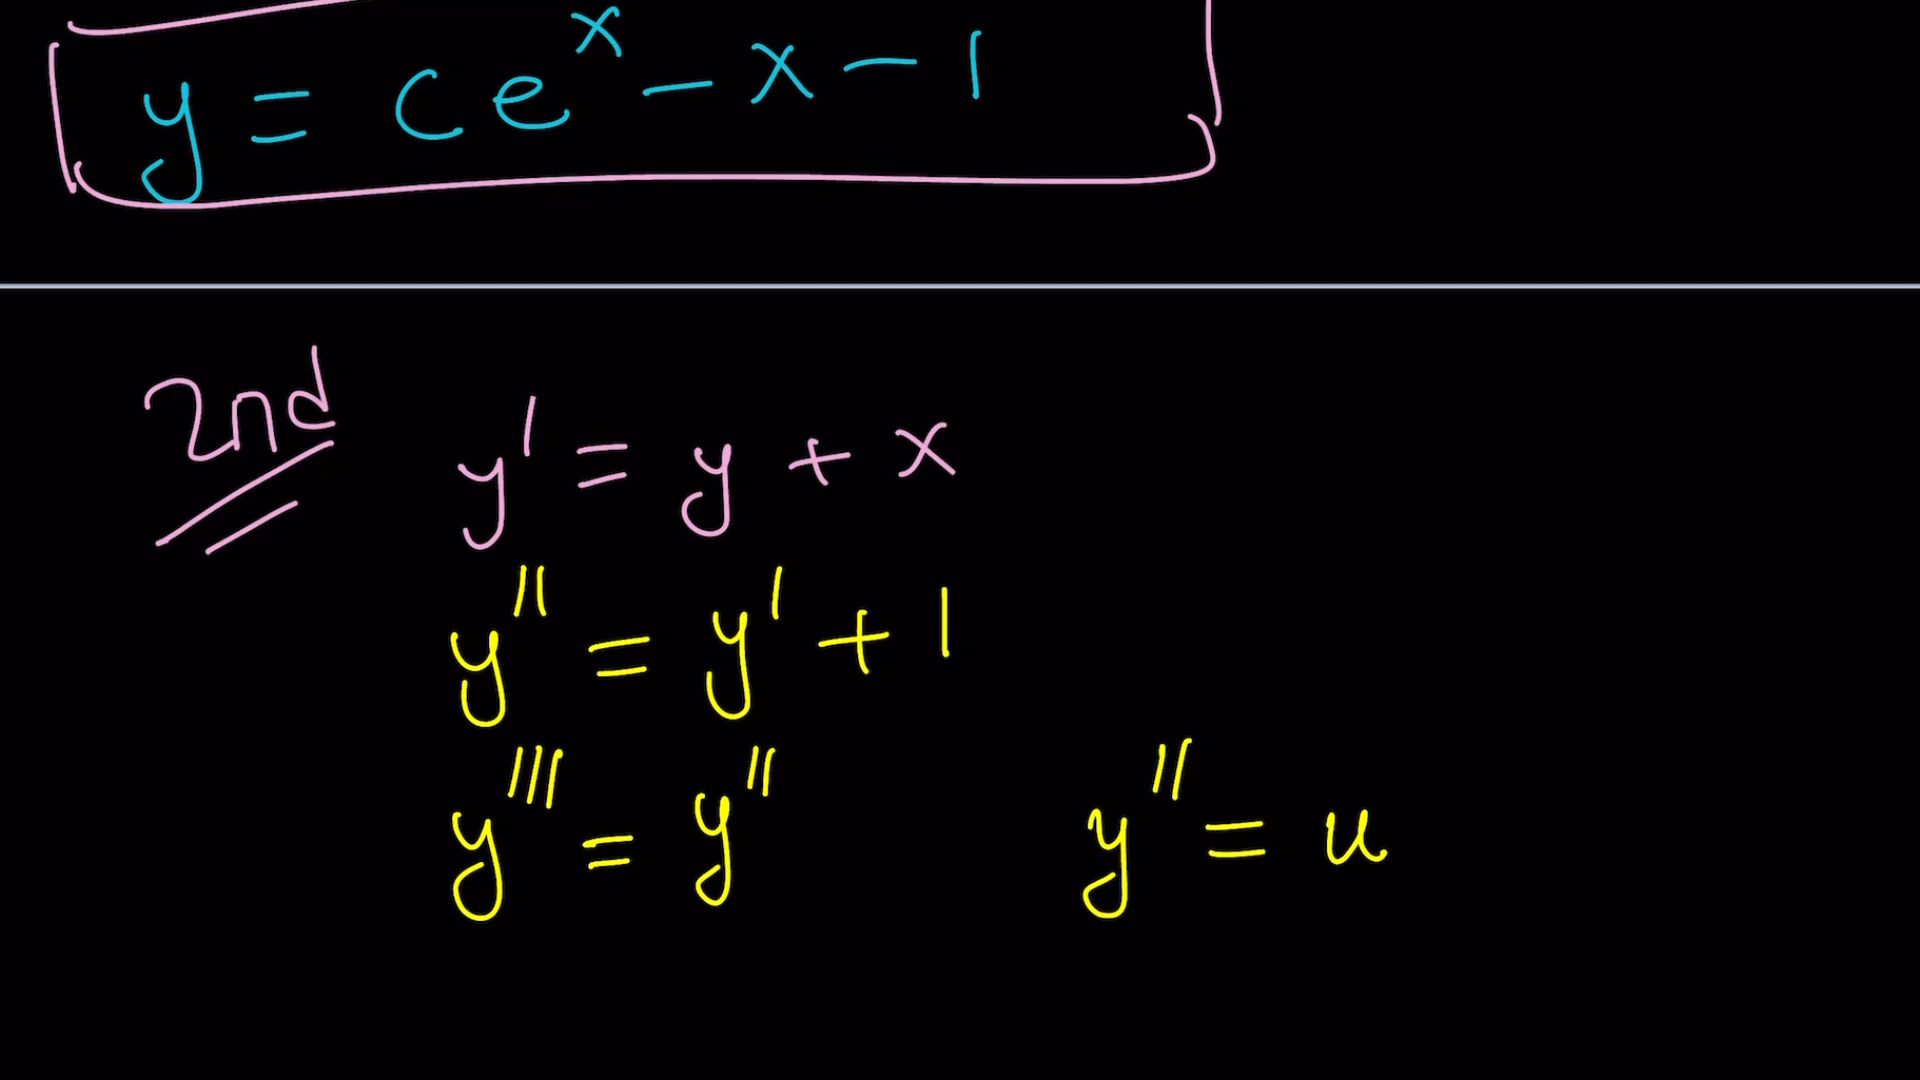 y = ce^x - x - 1
2nd y' = y + x
y'' = y' + 1
y''' = y'' y'' = u